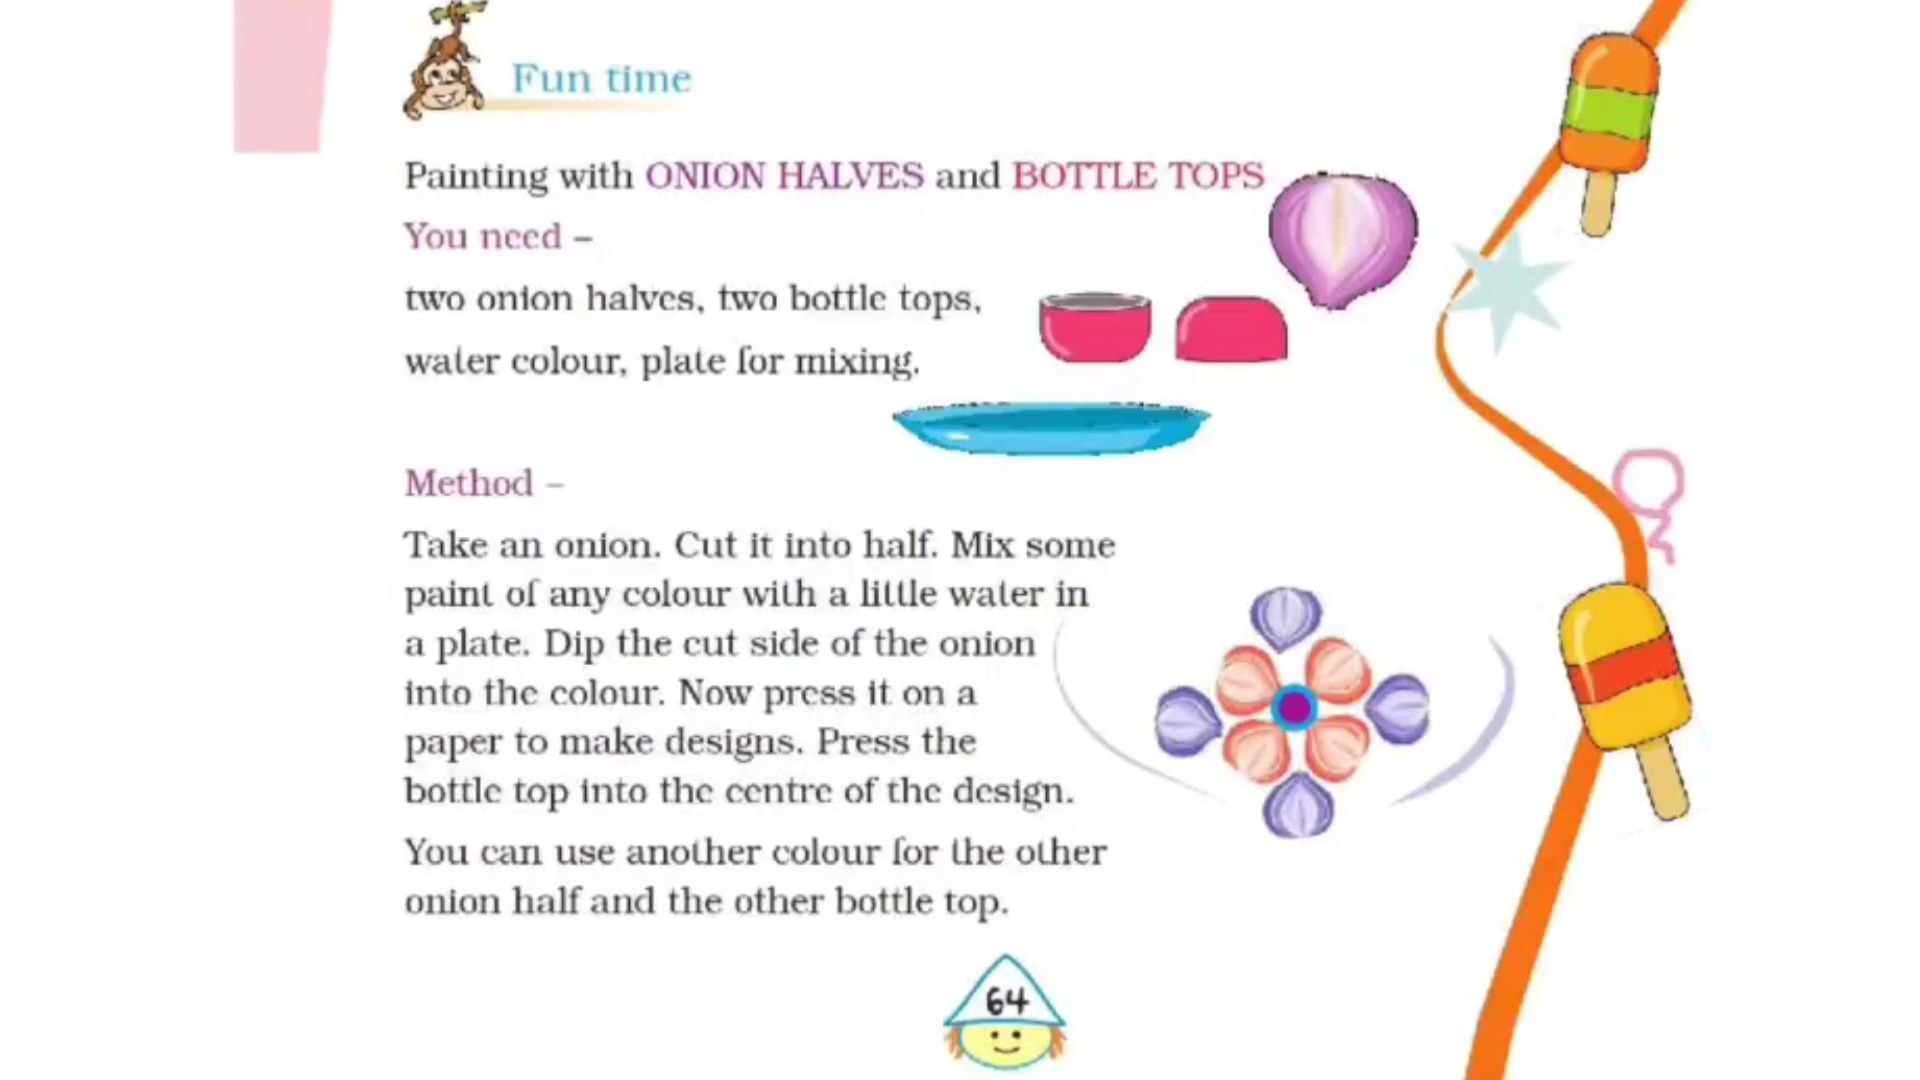 Fun time
Painting with ONION HALVES and BOTTLE TOPS
You need –
two onion halves, two bottle tops,
water colour, plate for mixing.
Method –
Take an onion. Cut it into half. Mix some
paint of any colour with a little water in
a plate. Dip the cut side of the onion
into the colour. Now press it on a
paper to make designs. Press the
bottle top into the centre of the design.
You can use another colour for the other
onion half and the other bottle top.
64